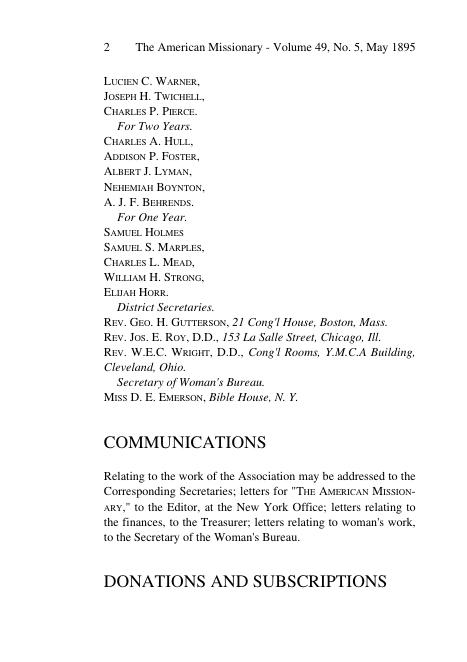 2 The American Missionary - Volume 49, No. 5, May 1895
LUCIEN C. WARNER,
JOSEPH H. TWICHELL,
CHARLES P. PIERCE.
For Two Years.
CHARLES A. HULL,
ADDISON P. FOSTER,
ALBERT J. LYMAN,
NEHEMIAH BOYNTON,
A. J. F. BEHRENDS.
For One Year.
SAMUEL HOLMES
SAMUEL S. MARPLES,
CHARLES L. MEAD,
WILLIAM H. STRONG,
ELIJAH HORR.
District Secretaries.
REV. GEO. H. GUTTERSON, 21 Cong'l House, Boston, Mass.
REV. JOS. E. ROY, D.D., 153 La Salle Street, Chicago, Ill.
REV. W.E.C. WRIGHT, D.D., Cong'l Rooms, Y.M.C.A Building,
Cleveland, Ohio.
Secretary of Woman's Bureau.
MISS D. E. EMERSON, Bible House, N. Y.
COMMUNICATIONS
Relating to the work of the Association may be addressed to the
Corresponding Secretaries; letters for "THE AMERICAN MISSION-
ARY," to the Editor, at the New York Office; letters relating to
the finances, to the Treasurer; letters relating to woman's work,
to the Secretary of the Woman's Bureau.
DONATIONS AND SUBSCRIPTIONS